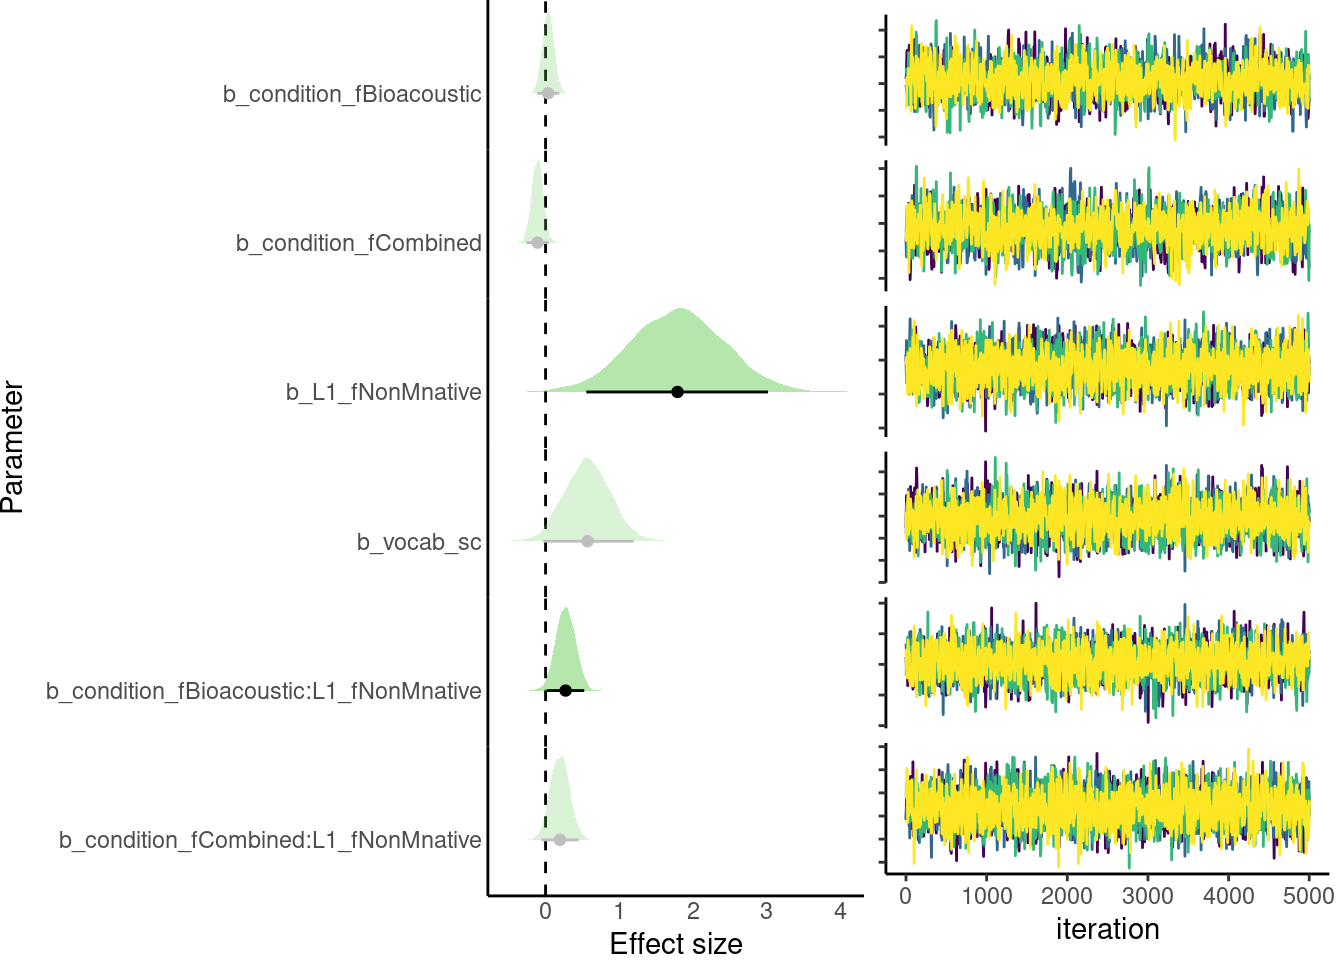 Parameter
b_condition_fBioacoustic
b_condition_fCombined
b_L1_fNonMnative
b_vocab_sc
b_condition_fBioacoustic:L1_fNonMnative
b_condition_fCombined:L1_fNonMnative
0 1 2 3 4
Effect size
0 1000 2000 3000 4000 5000
iteration